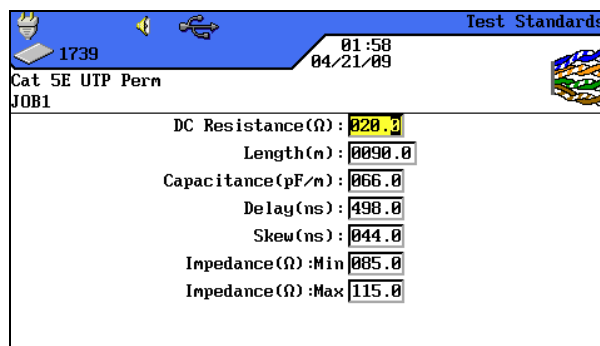 Test Standards
1739
01:58
04/21/09
Cat 5E UTP Perm
JOB1
DC Resistance(Ω): 020.0
Length(m): 0090.0
Capacitance(pF/m): 066.0
Delay(ns): 498.0
Skew(ns): 044.0
Impedance(Ω):Min 085.0
Impedance(Ω):Max 115.0